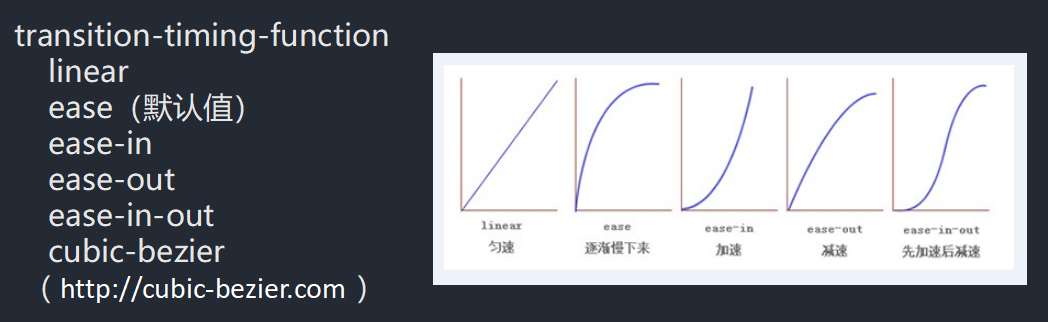 transition-timing-function
linear
ease（默认值）
ease-in
ease-out
ease-in-out
cubic-bezier
（http://cubic-bezier.com）
linear
匀速
ease
逐渐慢下来
ease-in
加速
ease-out
减速
ease-in-out
先加速后减速